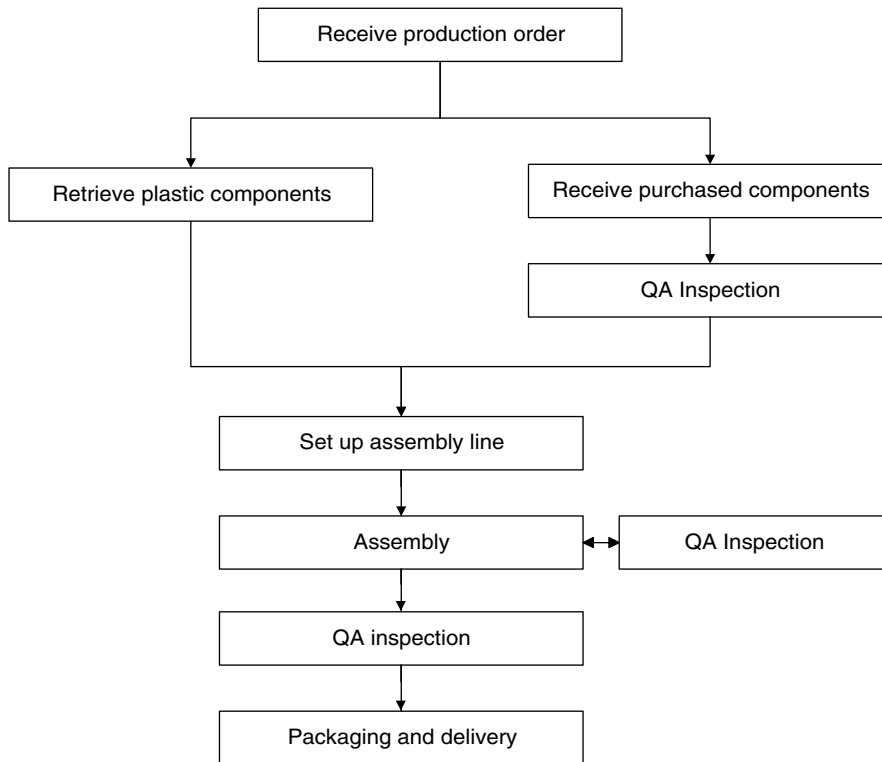 Receive production order
Retrieve plastic components
Receive purchased components
QA Inspection
Set up assembly line
Assembly
QA Inspection
QA inspection
Packaging and delivery